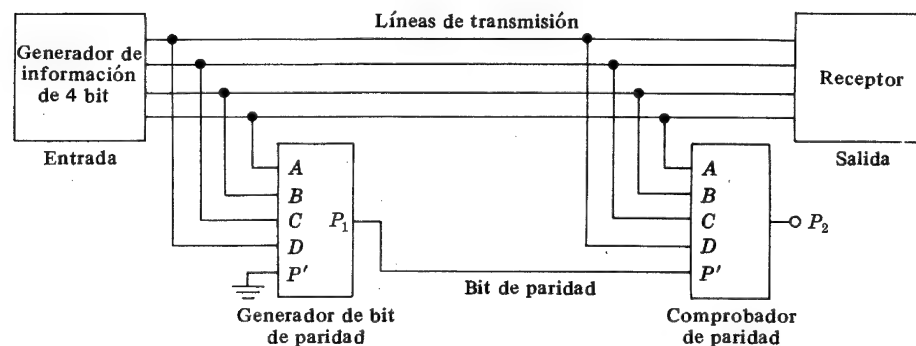 Líneas de transmisión
Generador de
información
de 4 bit
Receptor
Entrada
Salida
A
B
C
D
P'
P₁
A
B
C
D
P'
P₂
Bit de paridad
Generador de bit
de paridad
Comprobador
de paridad